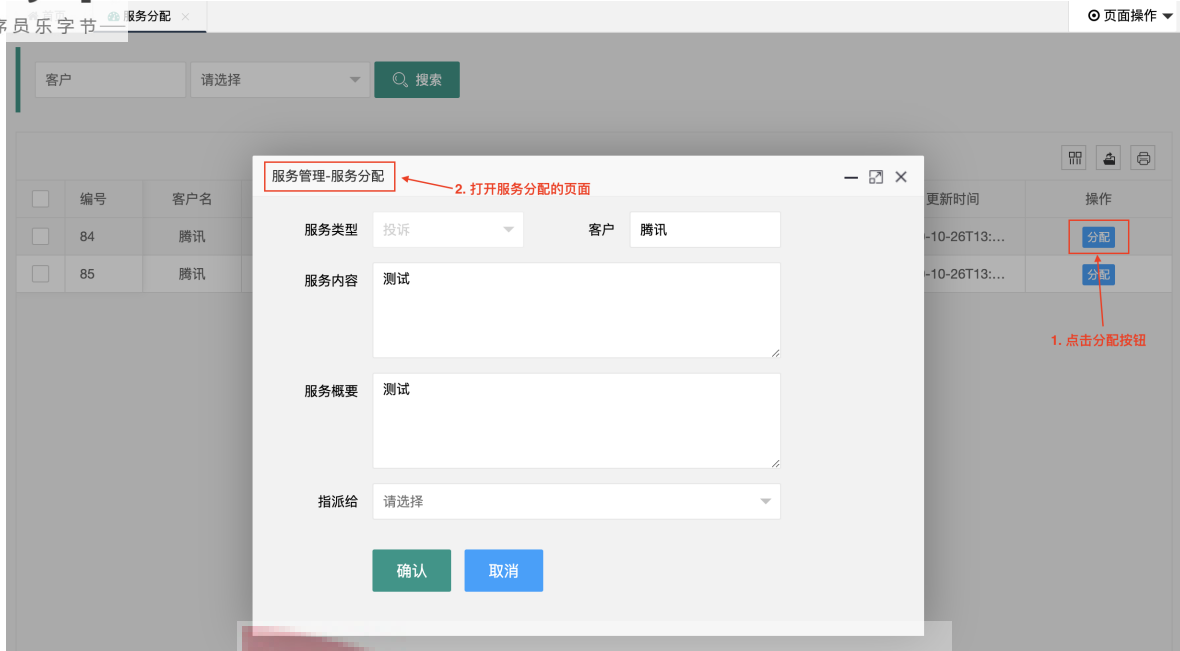 服务分配
页面操作
序员乐字节
客户
请选择
搜索
服务管理-服务分配
2. 打开服务分配的页面
编号
客户名
更新时间
操作
服务类型
投诉
客户
腾讯
84
腾讯
-10-26T13:...
分配
服务内容
测试
85
腾讯
-10-26T13:...
分配
1. 点击分配按钮
服务概要
测试
指派给
请选择
确认
取消